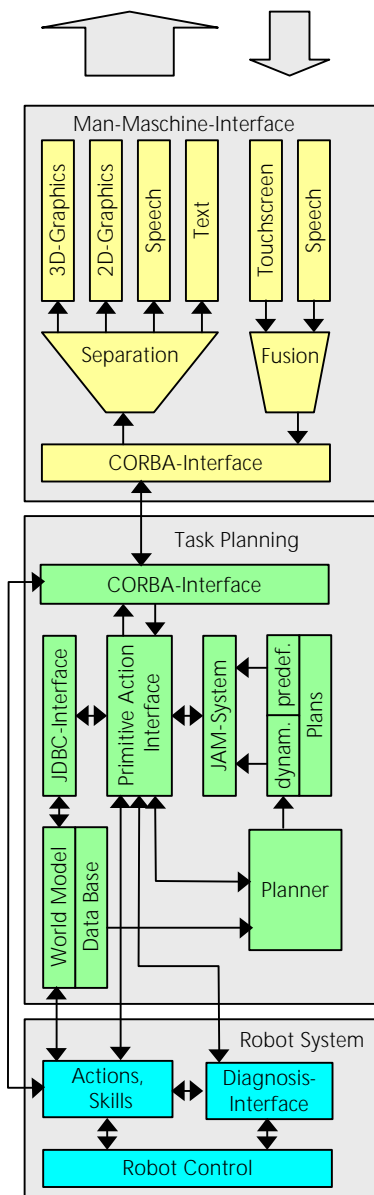 Man-Maschine-Interface
3D-Graphics
2D-Graphics
Speech
Text
Touchscreen
Speech
Separation
Fusion
CORBA-Interface
Task Planning
CORBA-Interface
JDBC-Interface
Primitive Action
Interface
JAM-System
dynam.
predef.
Plans
World Model
Data Base
Planner
Robot System
Actions,
Skills
Diagnosis-
Interface
Robot Control